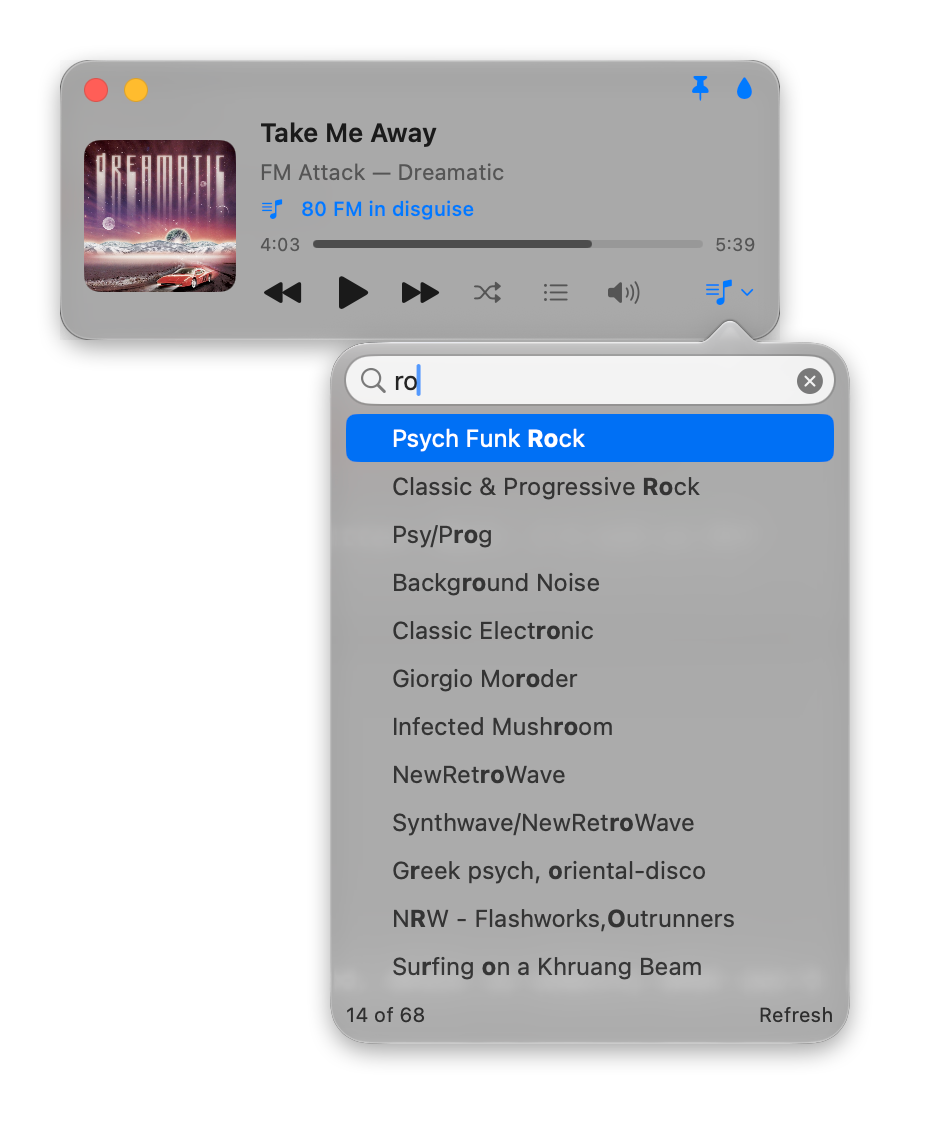 Take Me Away
DREAMATIC
FM Attack — Dreamatic
80 FM in disguise
4:03 5:39
ro
Psych Funk Rock
Classic & Progressive Rock
Psy/Prog
Background Noise
Classic Electronic
Giorgio Moroder
Infected Mushroom
NewRetroWave
Synthwave/NewRetroWave
Greek psych, oriental-disco
NRW - Flashworks,Outrunners
Surfing on a Khruang Beam
14 of 68 Refresh